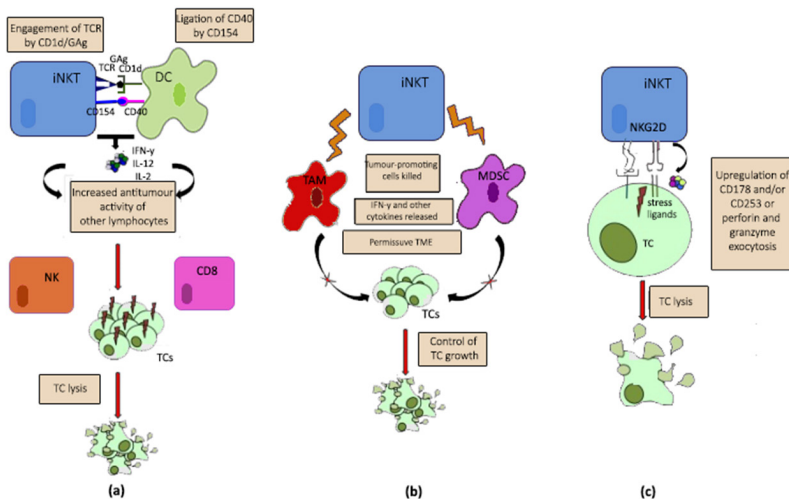 Engagement of TCR
by CD1d/GAg
Ligation of CD40
by CD154
iNKT
GAg
TCR
CD1d
DC
CD154
CD40
IFN-γ
IL-12
IL-2
Increased antitumour
activity of
other lymphocytes
NK
CD8
TCs
TC lysis
(a)
iNKT
TAM
Tumour-promoting
cells killed
MDSC
IFN-γ and other
cytokines released
Permissuve TME
TCs
Control of
TC growth
(b)
iNKT
NKG2D
stress
ligands
TC
Upregulation of
CD178 and/or
CD253 or
perforin and
granzyme
exocytosis
TC lysis
(c)